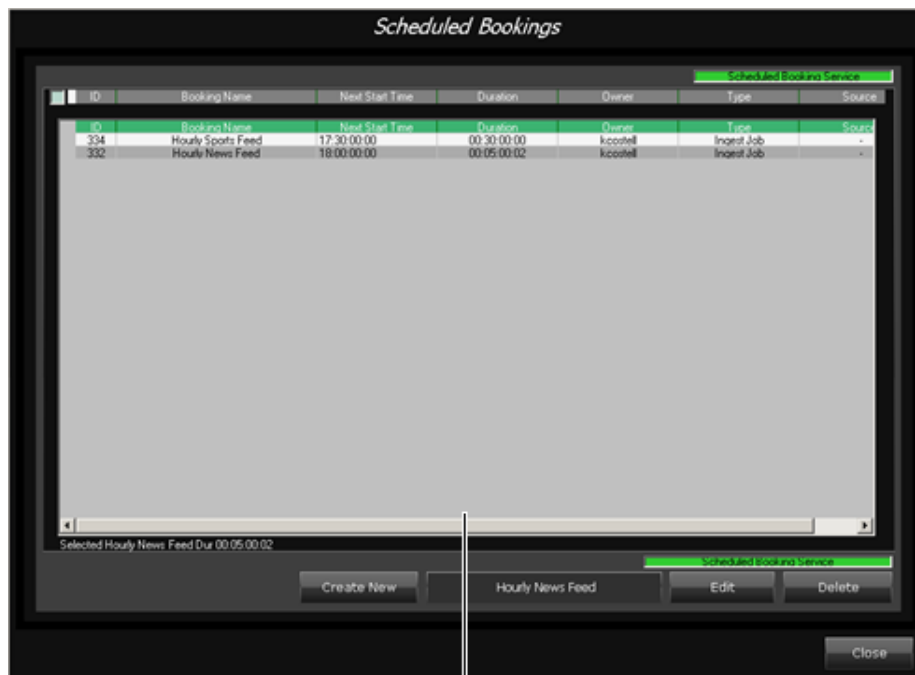 Scheduled Bookings
Scheduled Booking Service
ID Booking Name Next Start Time Duration Owner Type Source
ID Booking Name Next Start Time Duration Owner Type Sourc
334 Hourly Sports Feed 17:30:00:00 00:30:00:00 kcostell Ingest Job -
332 Hourly News Feed 18:00:00:00 00:05:00:02 kcostell Ingest Job -
Selected Hourly News Feed Dur 00:05:00:02
Scheduled Booking Service
Create New Hourly News Feed Edit Delete
Close